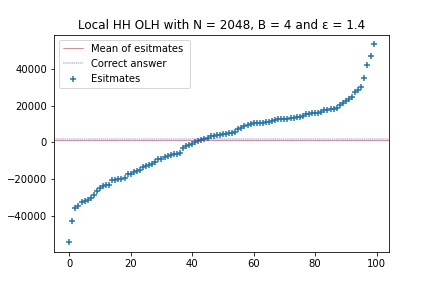 Local HH OLH with N = 2048, B = 4 and ε = 1.4
Mean of esitmates
Correct answer
Esitmates
40000
20000
0
−20000
−40000
0 20 40 60 80 100